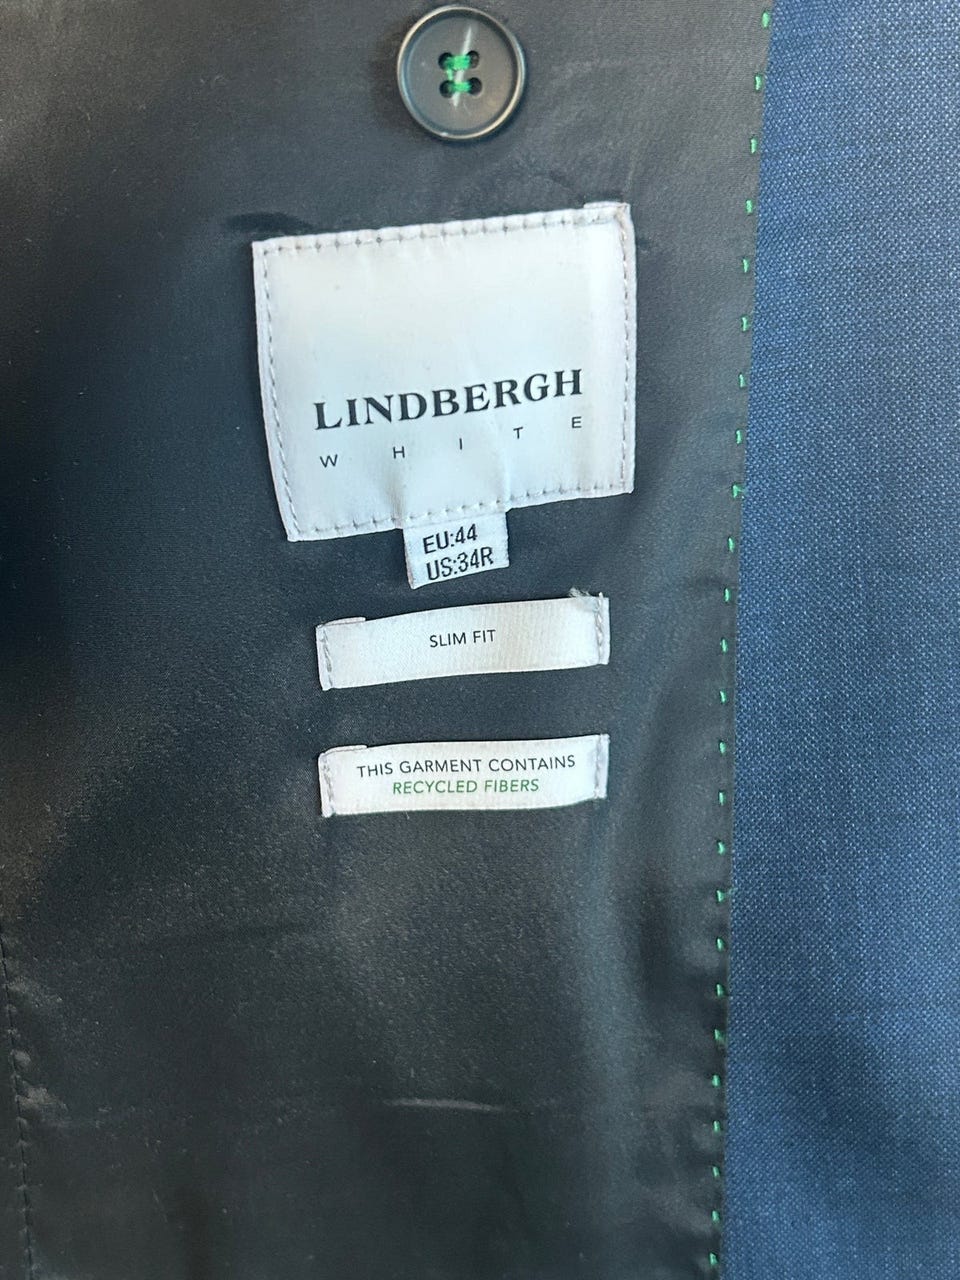 LINDBERGH
WHITE
EU:44
US:34R
SLIM FIT
THIS GARMENT CONTAINS
RECYCLED FIBERS